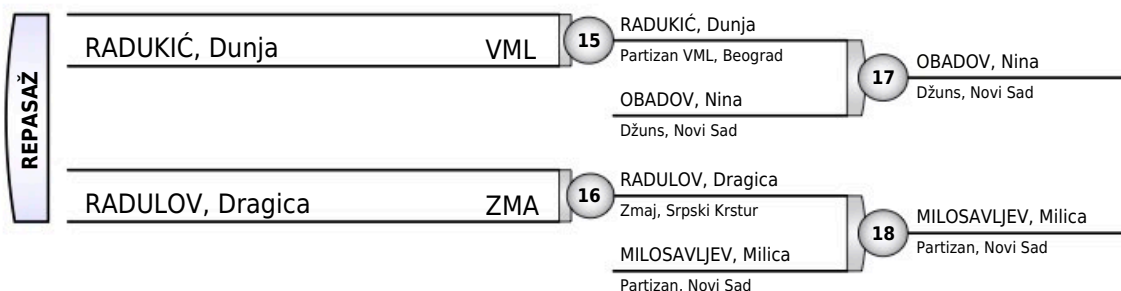 REPASAŽ
RADUKIĆ, Dunja VML
15
RADUKIĆ, Dunja
Partizan VML, Beograd
OBADOV, Nina
Džuns, Novi Sad
17
OBADOV, Nina
Džuns, Novi Sad
RADULOV, Dragica ZMA
16
RADULOV, Dragica
Zmaj, Srpski Krstur
MILOSAVLJEV, Milica
Partizan, Novi Sad
18
MILOSAVLJEV, Milica
Partizan, Novi Sad